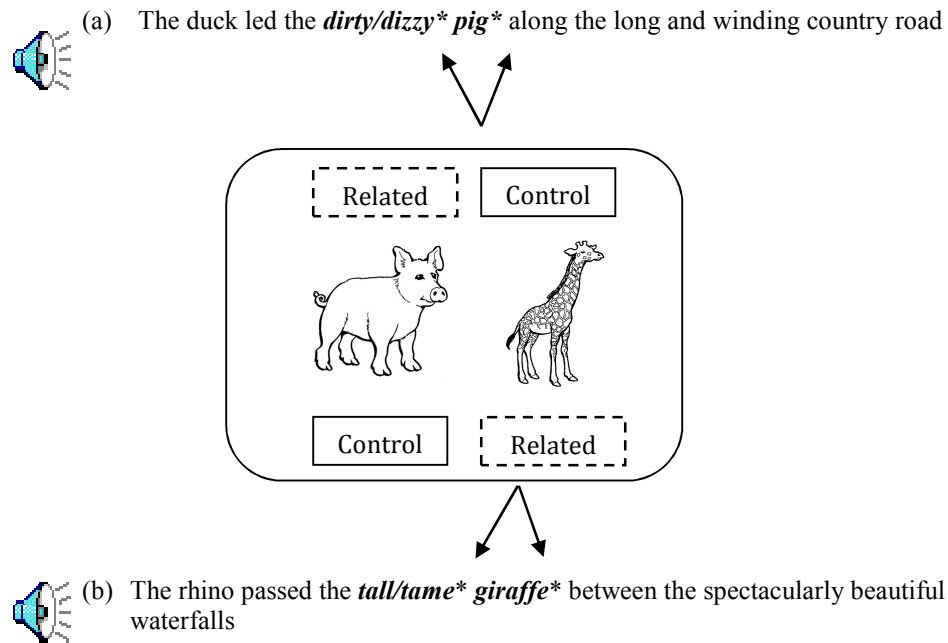 (a) The duck led the dirty/dizzy* pig* along the long and winding country road
Related Control
Control Related
(b) The rhino passed the tall/tame* giraffe* between the spectacularly beautiful
waterfalls